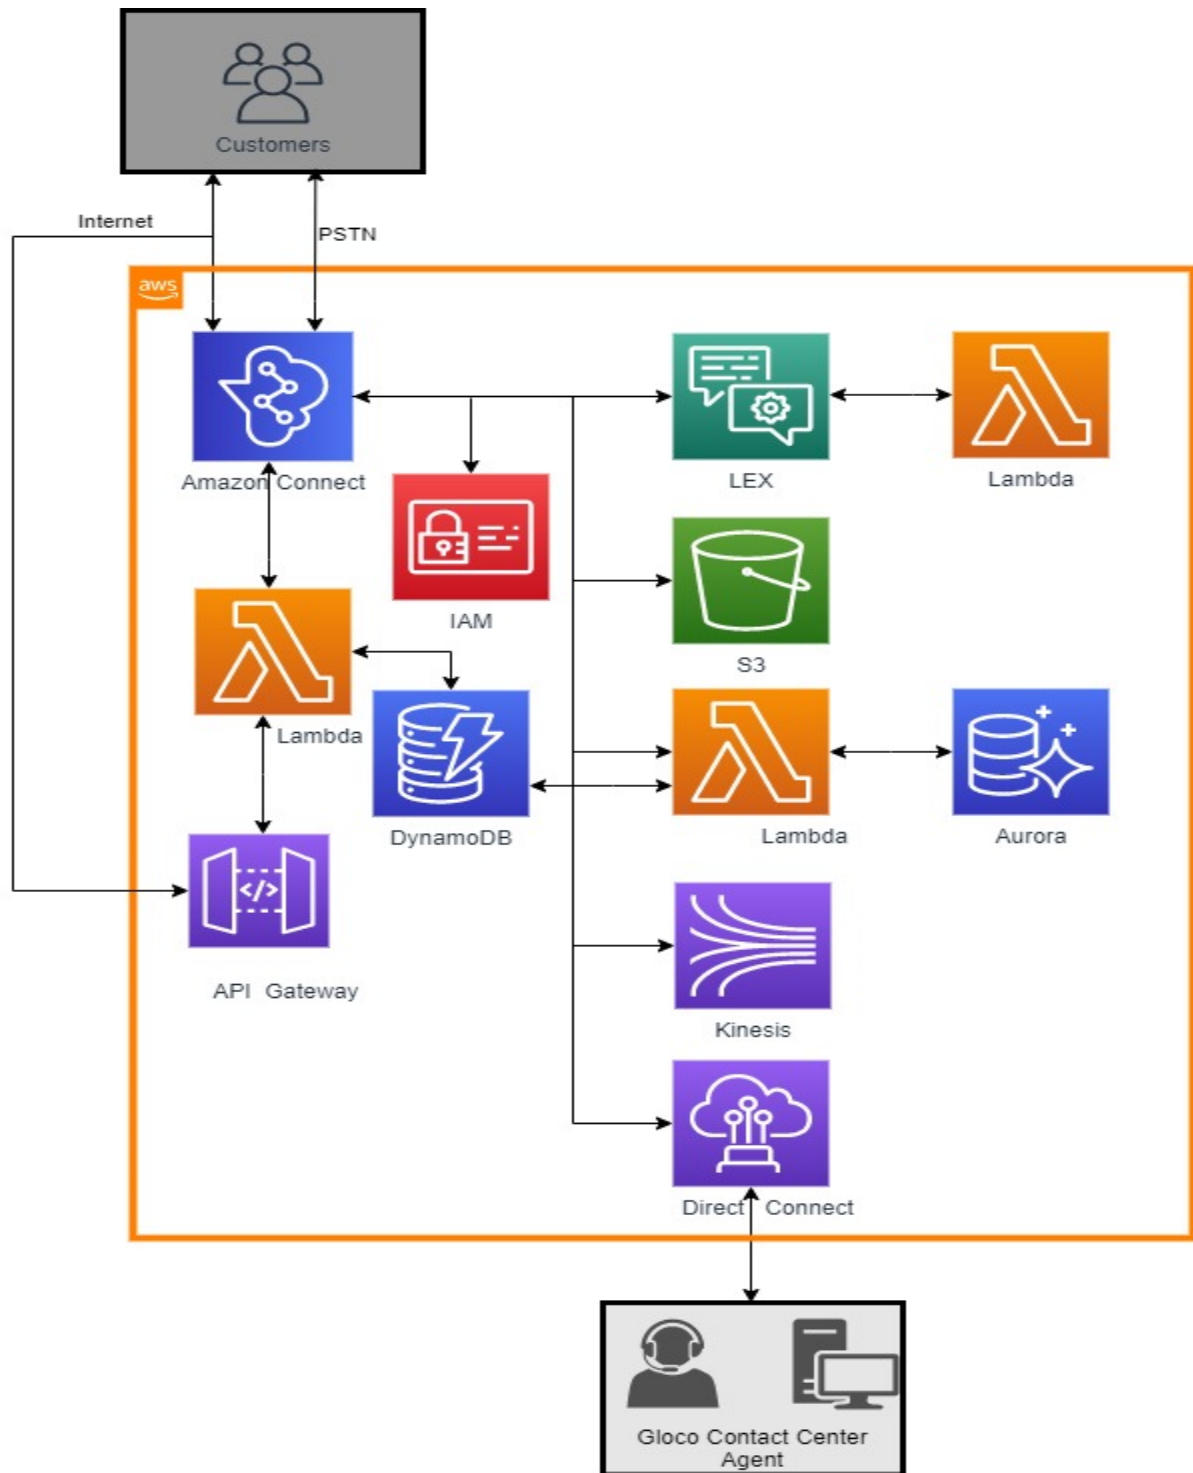 Customers
Internet
PSTN
aws
Amazon Connect
LEX
Lambda
IAM
S3
Lambda
DynamoDB
Lambda
Aurora
</>
API Gateway
Kinesis
Direct Connect
Gloco Contact Center
Agent